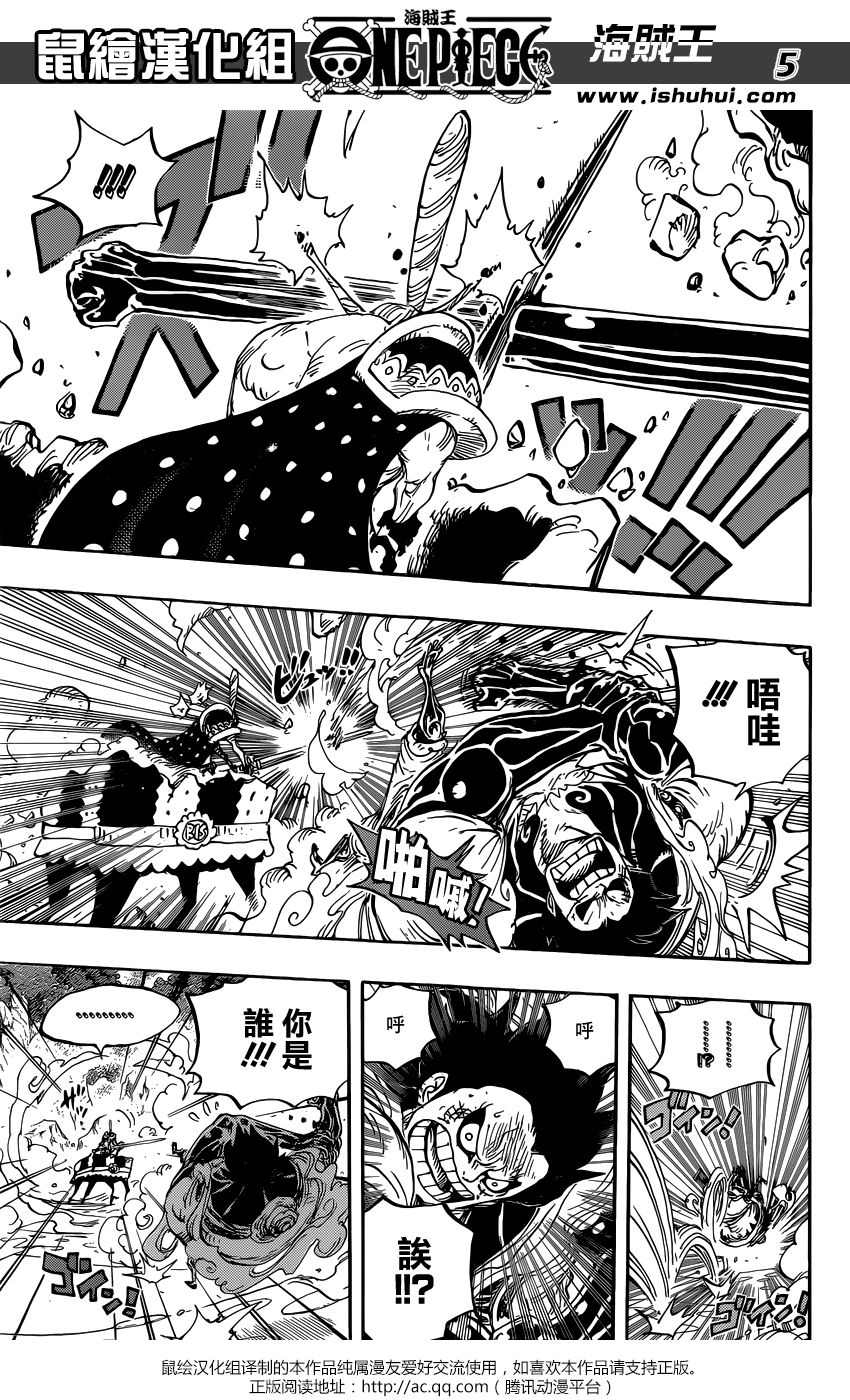 鼠繪漢化組
海賊王
ONE PIECE
海賊王
5
www.ishuhui.com
!!!
唔哇
!!!
ビュッ!!
BIG
………
!?
ゴイン!
ゴイン!
呼
呼
誒
!!?
你是
誰!!!
………
ゴイン!
鼠绘汉化组译制的本作品纯属漫友爱好交流使用，如喜欢本作品请支持正版。
正版阅读地址：http://ac.qq.com（腾讯动漫平台）